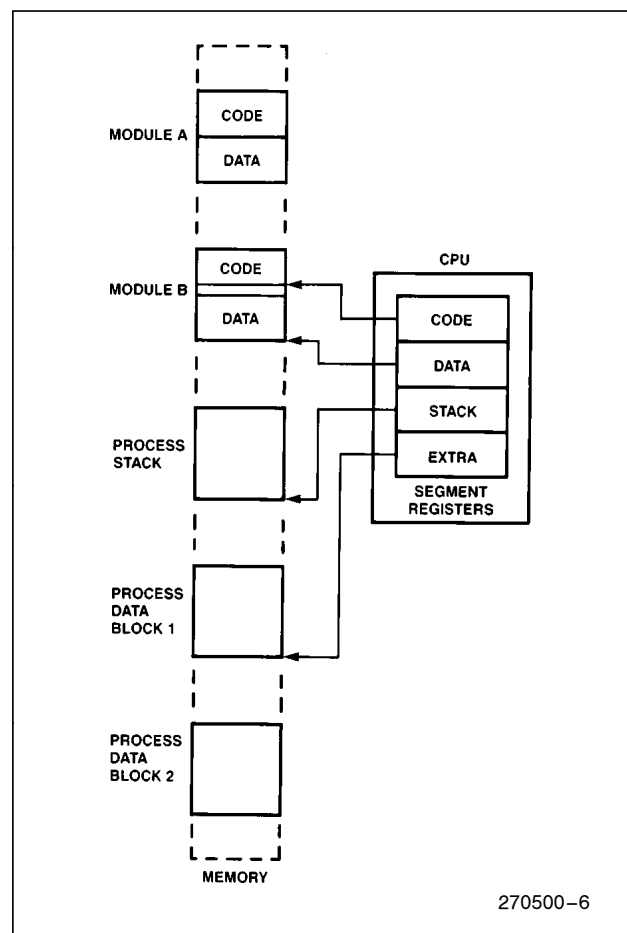 CODE
MODULE A
DATA
CPU
CODE
MODULE B
DATA
CODE
DATA
STACK
EXTRA
SEGMENT
REGISTERS
PROCESS
STACK
PROCESS
DATA
BLOCK 1
PROCESS
DATA
BLOCK 2
MEMORY
270500–6